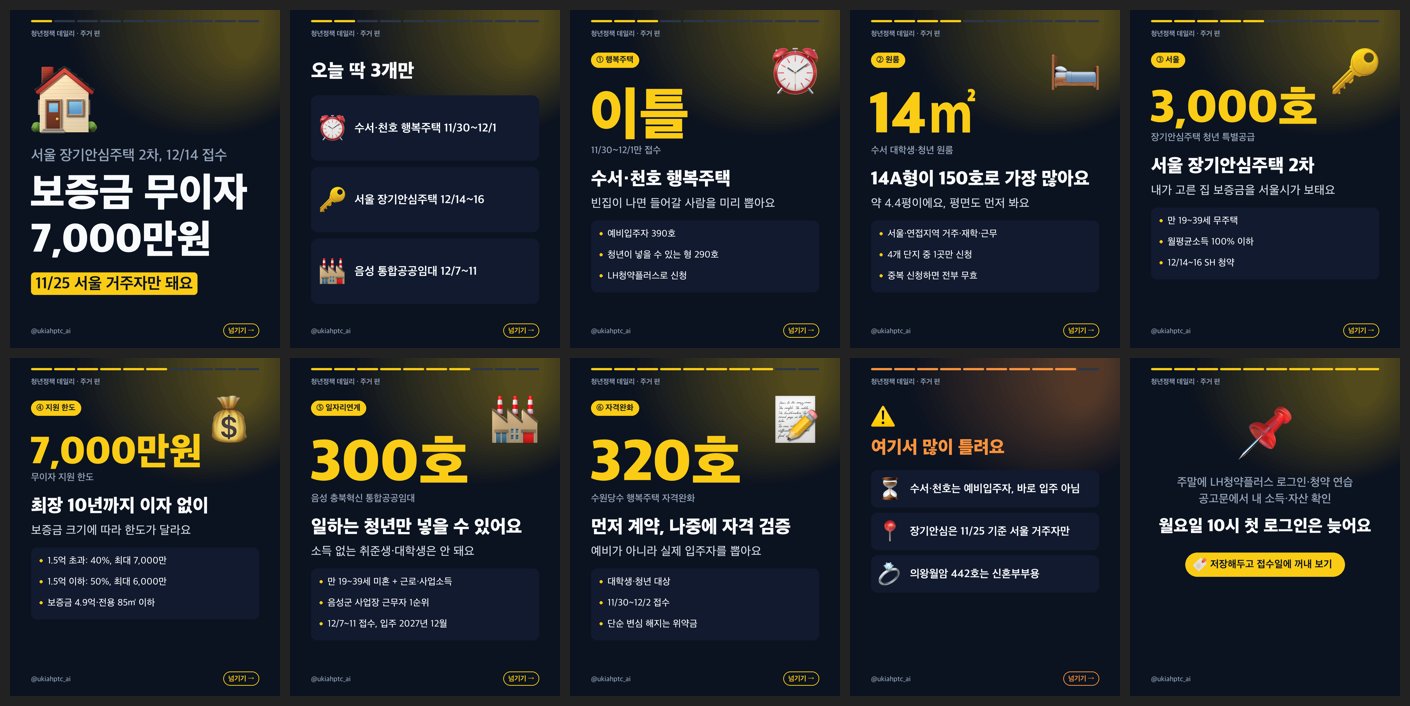 청년정책 데일리 · 주거 편
서울 장기안심주택 2차, 12/14 접수
보증금 무이자
7,000만원
11/25 서울 거주자만 돼요
@ukiahptc_ai
넘기기 →
청년정책 데일리 · 주거 편
오늘 딱 3개만
수서·천호 행복주택 11/30~12/1
서울 장기안심주택 12/14~16
음성 통합공공임대 12/7~11
@ukiahptc_ai
넘기기 →
청년정책 데일리 · 주거 편
① 행복주택
이틀
11/30~12/1만 접수
수서·천호 행복주택
빈집이 나면 들어갈 사람을 미리 뽑아요
• 예비입주자 390호
• 청년이 넣을 수 있는 형 290호
• LH청약플러스로 신청
@ukiahptc_ai
넘기기 →
청년정책 데일리 · 주거 편
② 원룸
14㎡
수서 대학생·청년 원룸
14A형이 150호로 가장 많아요
약 4.4평이에요, 평면도 먼저 봐요
• 서울·연접지역 거주·재학·근무
• 4개 단지 중 1곳만 신청
• 중복 신청하면 전부 무효
@ukiahptc_ai
넘기기 →
청년정책 데일리 · 주거 편
③ 서울
3,000호
장기안심주택 청년 특별공급
서울 장기안심주택 2차
내가 고른 집 보증금을 서울시가 보태요
• 만 19~39세 무주택
• 월평균소득 100% 이하
• 12/14~16 SH 청약
@ukiahptc_ai
넘기기 →
청년정책 데일리 · 주거 편
④ 지원 한도
7,000만원
무이자 지원 한도
최장 10년까지 이자 없이
보증금 크기에 따라 한도가 달라요
• 1.5억 초과: 40%, 최대 7,000만
• 1.5억 이하: 50%, 최대 6,000만
• 보증금 4.9억·전용 85㎡ 이하
@ukiahptc_ai
넘기기 →
청년정책 데일리 · 주거 편
⑤ 일자리연계
300호
음성 충북혁신 통합공공임대
일하는 청년만 넣을 수 있어요
소득 없는 취준생·대학생은 안 돼요
• 만 19~39세 미혼 + 근로·사업소득
• 음성군 사업장 근무자 1순위
• 12/7~11 접수, 입주 2027년 12월
@ukiahptc_ai
넘기기 →
청년정책 데일리 · 주거 편
⑥ 자격완화
320호
수원당수 행복주택 자격완화
먼저 계약, 나중에 자격 검증
예비가 아니라 실제 입주자를 뽑아요
• 대학생·청년 대상
• 11/30~12/2 접수
• 단순 변심 해지는 위약금
@ukiahptc_ai
넘기기 →
청년정책 데일리 · 주거 편
여기서 많이 틀려요
수서·천호는 예비입주자, 바로 입주 아님
장기안심은 11/25 기준 서울 거주자만
의왕월암 442호는 신혼부부용
@ukiahptc_ai
넘기기 →
청년정책 데일리 · 주거 편
주말에 LH청약플러스 로그인·청약 연습
공고문에서 내 소득·자산 확인
월요일 10시 첫 로그인은 늦어요
저장해두고 접수일에 꺼내 보기
@ukiahptc_ai